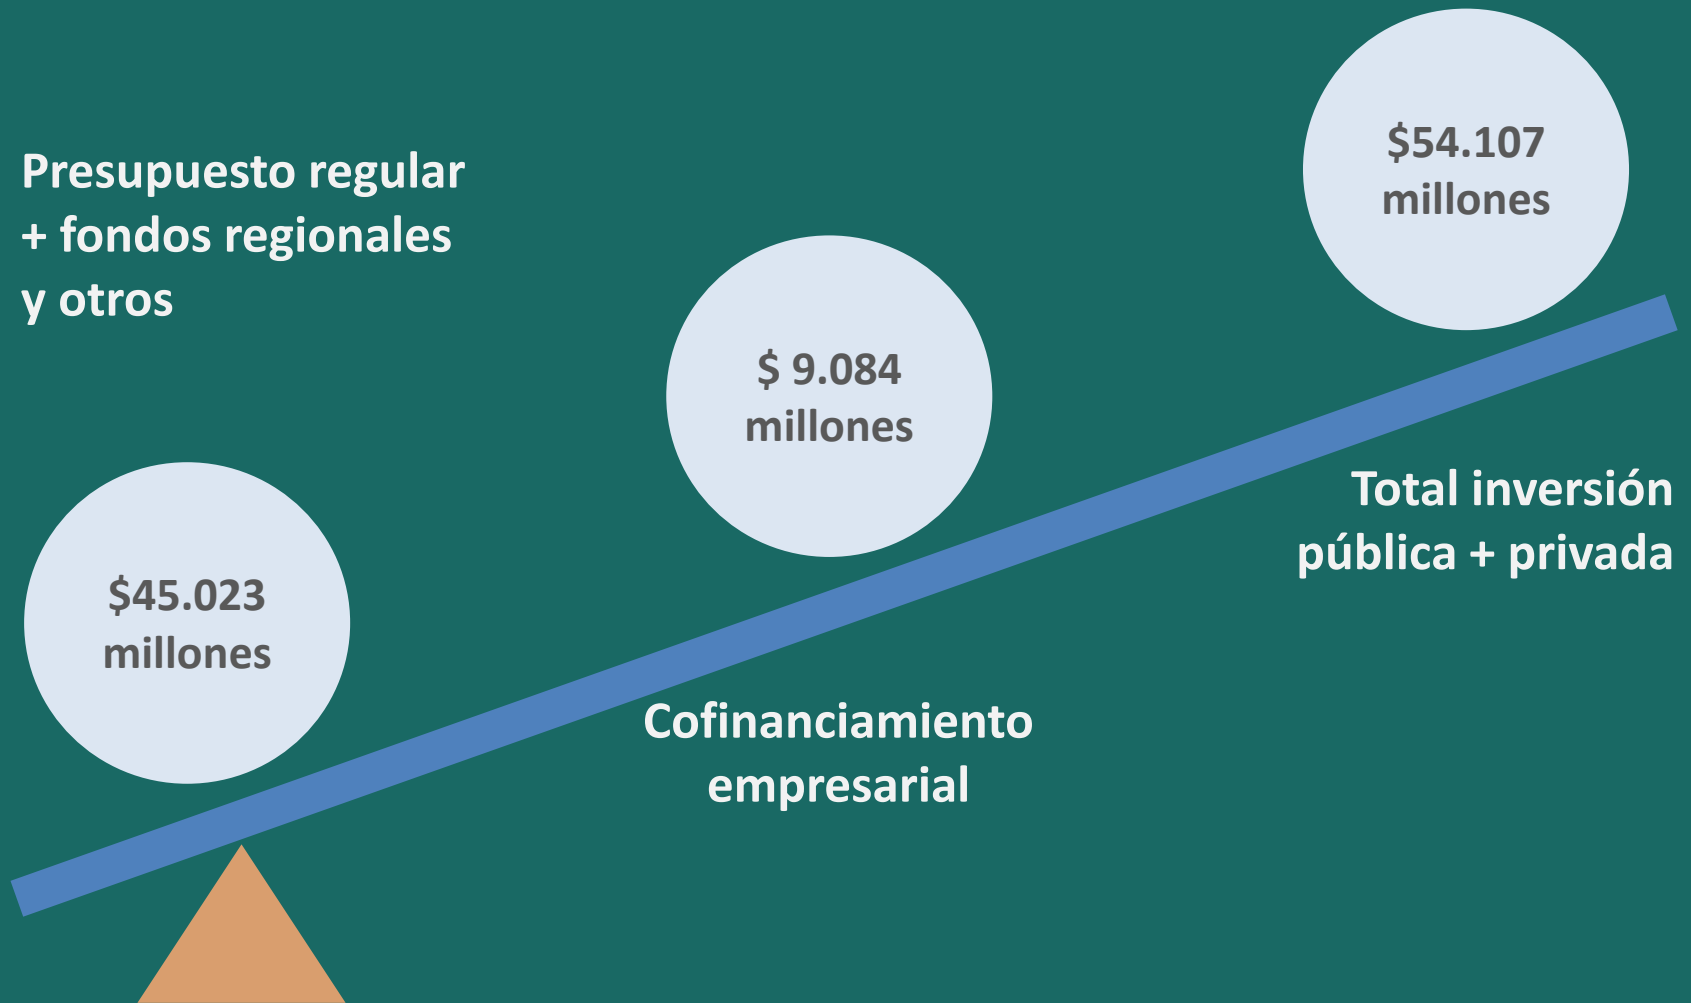 Presupuesto regular
+ fondos regionales
y otros
$45.023
millones
$ 9.084
millones
Cofinanciamiento
empresarial
$54.107
millones
Total inversión
pública + privada